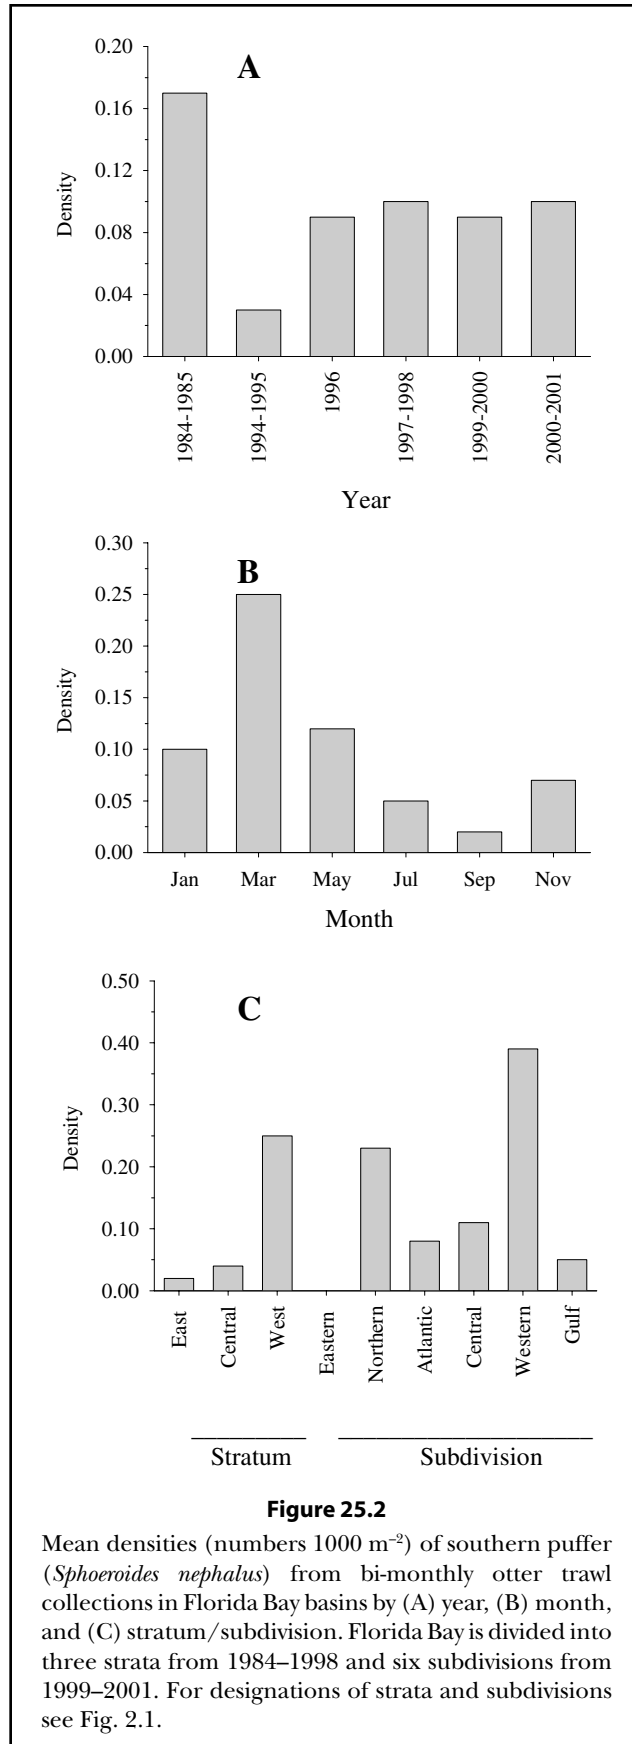 0.20
A
0.16
0.12
0.08
0.04
0.00
Density
1984-1985
1994-1995
1996
1997-1998
1999-2000
2000-2001
Year
0.30
B
0.25
0.20
0.15
0.10
0.05
0.00
Density
Jan Mar May Jul Sep Nov
Month
0.50
C
0.40
0.30
0.20
0.10
0.00
Density
East
Central
West
Eastern
Northern
Atlantic
Central
Western
Gulf
Stratum Subdivision
Figure 25.2
Mean densities (numbers 1000 m⁻²) of southern puffer
(Sphoeroides nephalus) from bi-monthly otter trawl
collections in Florida Bay basins by (A) year, (B) month,
and (C) stratum/subdivision. Florida Bay is divided into
three strata from 1984–1998 and six subdivisions from
1999–2001. For designations of strata and subdivisions
see Fig. 2.1.